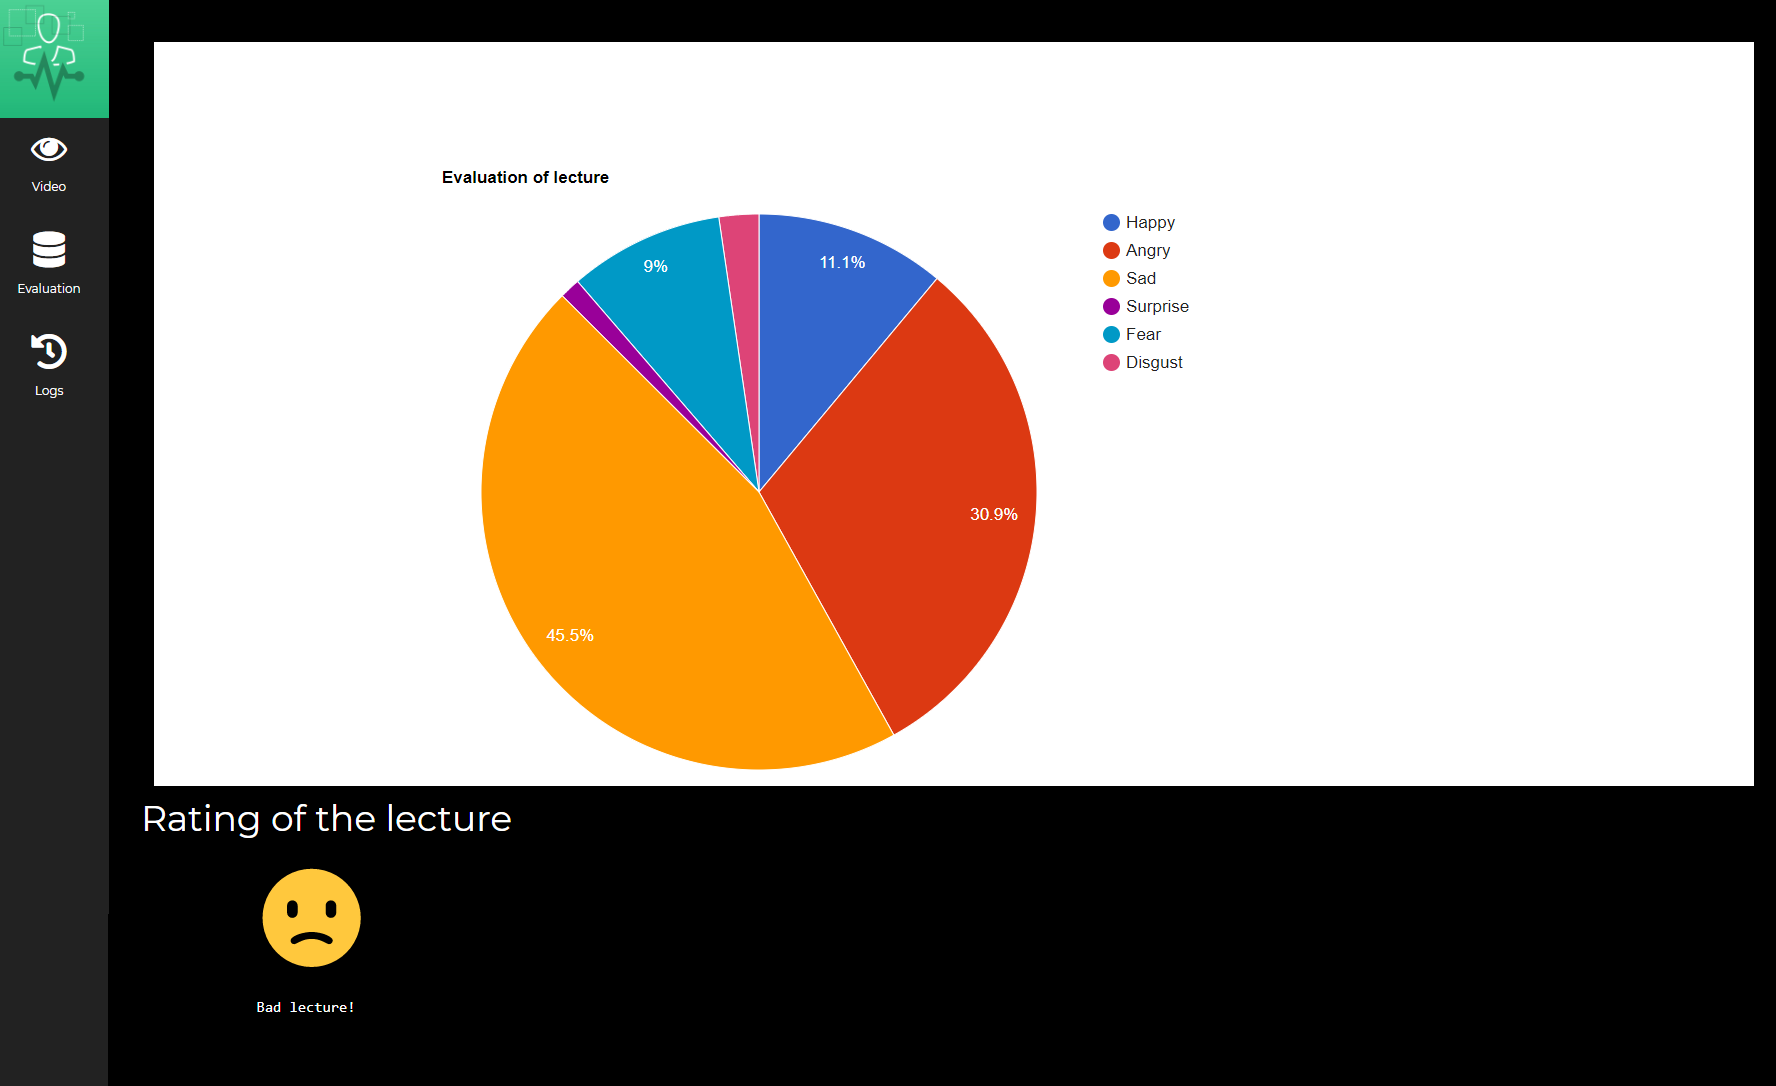 Video
Evaluation
Logs
Evaluation of lecture
Happy
Angry
Sad
Surprise
Fear
Disgust
11.1%
30.9%
45.5%
9%
Rating of the lecture
Bad lecture!